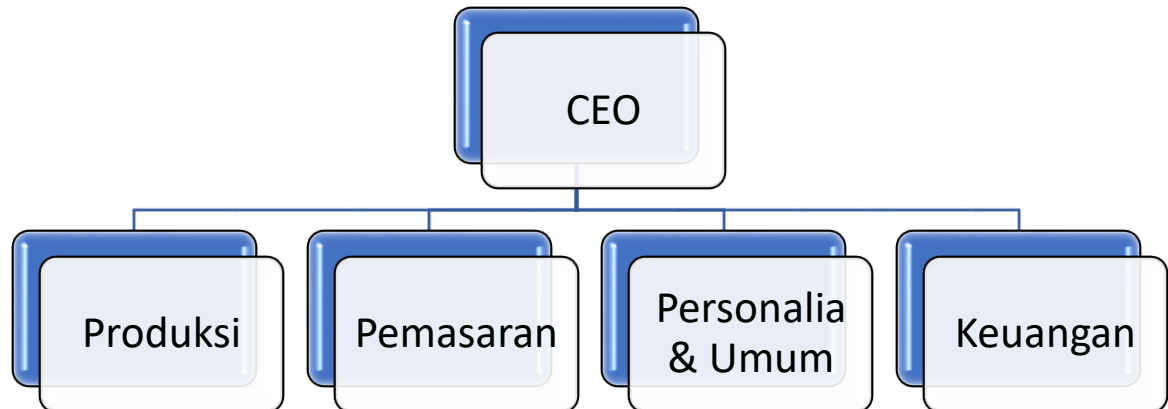 CEO
Produksi
Pemasaran
Personalia
& Umum
Keuangan